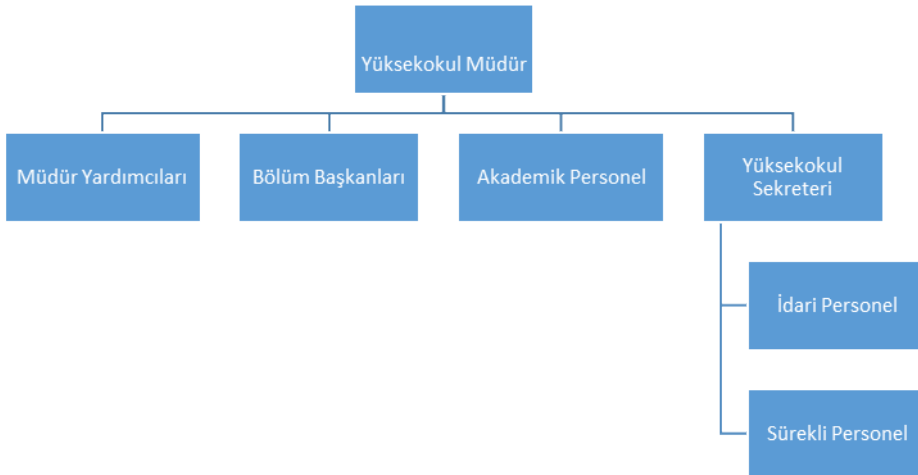 Yüksekokul Müdür
Müdür Yardımcıları
Bölüm Başkanları
Akademik Personel
Yüksekokul
Sekreteri
İdari Personel
Sürekli Personel